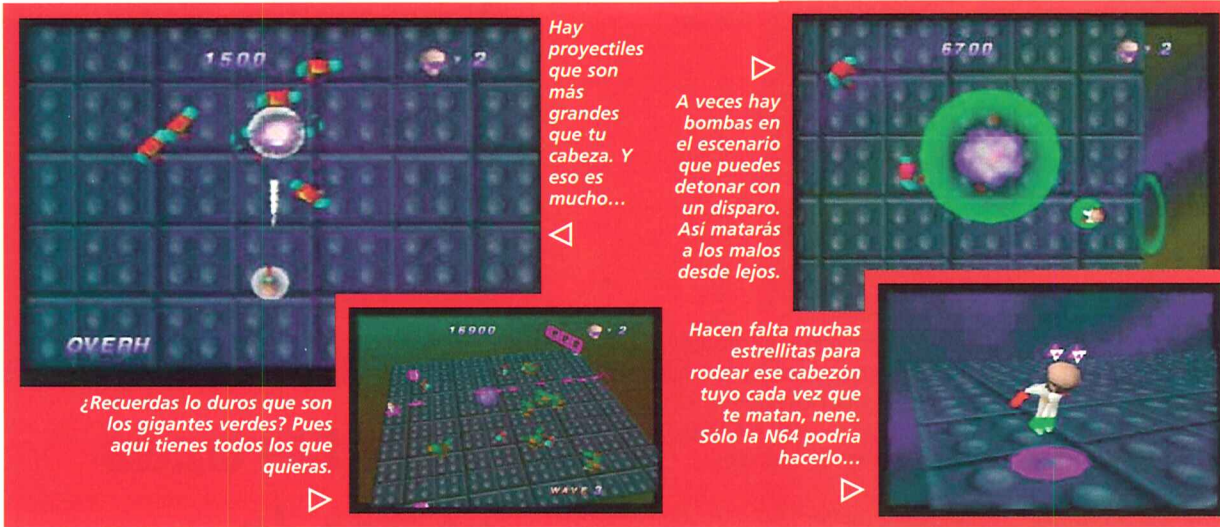 1500
2
OVERH
Hay
proyectiles
que son
más
grandes
que tu
cabeza. Y
eso es
mucho...
6700
2
A veces hay
bombas en
el escenario
que puedes
detonar con
un disparo.
Así matarás
a los malos
desde lejos.
¿Recuerdas lo duros que son
los gigantes verdes? Pues
aquí tienes todos los que
quieras.
16900
2
WAVE 3
Hacen falta muchas
estrellitas para
rodear ese cabezón
tuyo cada vez que
te matan, nene.
Sólo la N64 podría
hacerlo...